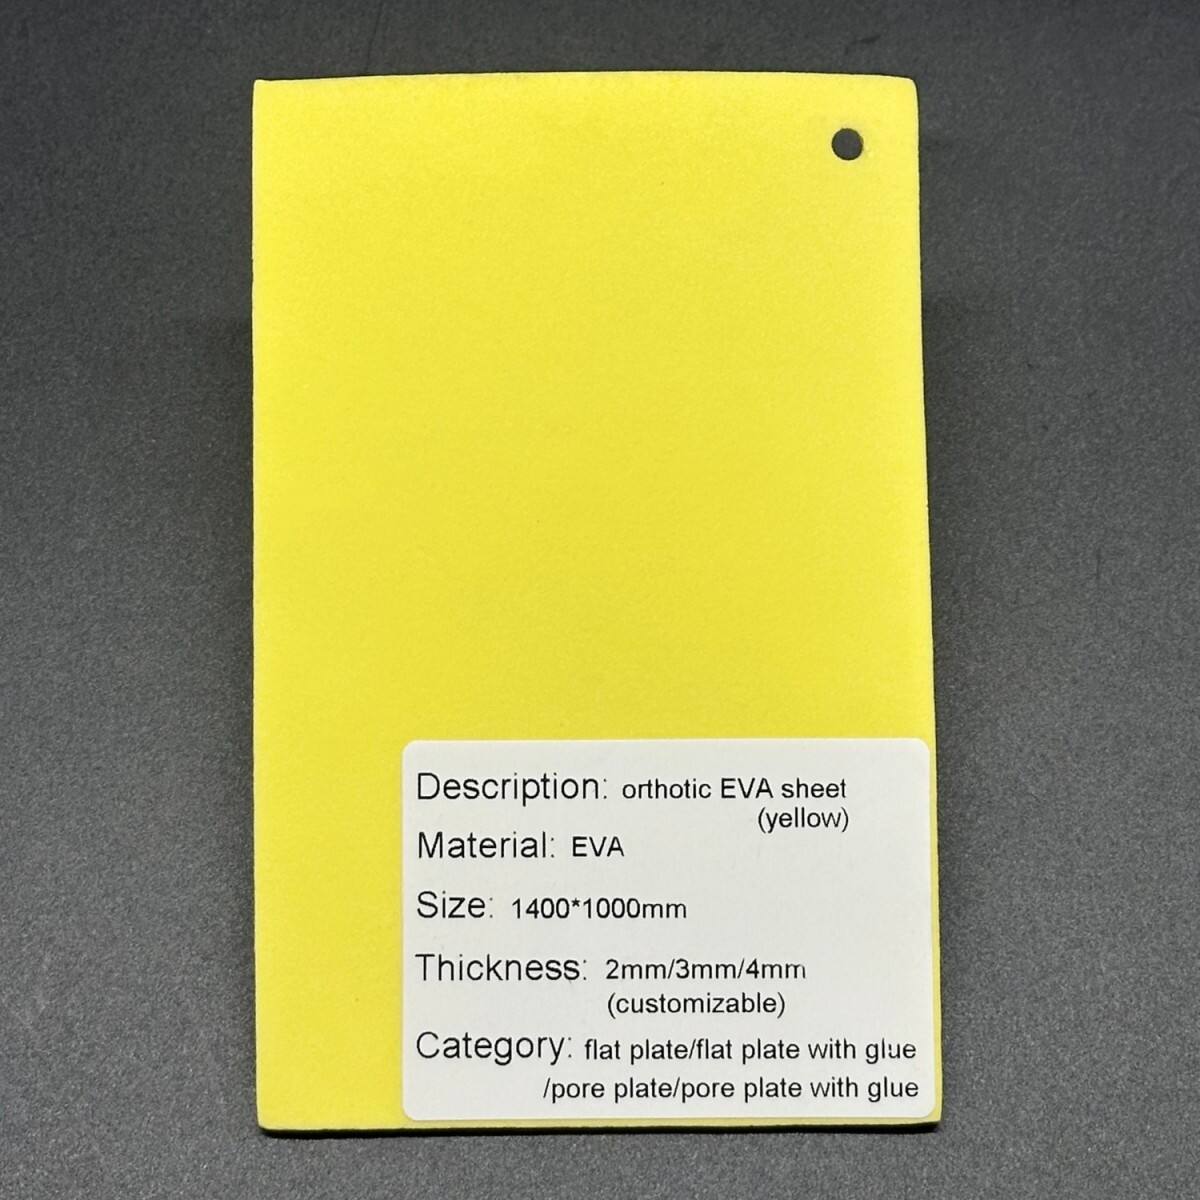 Description: orthotic EVA sheet
(yellow)
Material: EVA
Size: 1400*1000mm
Thickness: 2mm/3mm/4mm
(customizable)
Category: flat plate/flat plate with glue
/pore plate/pore plate with glue